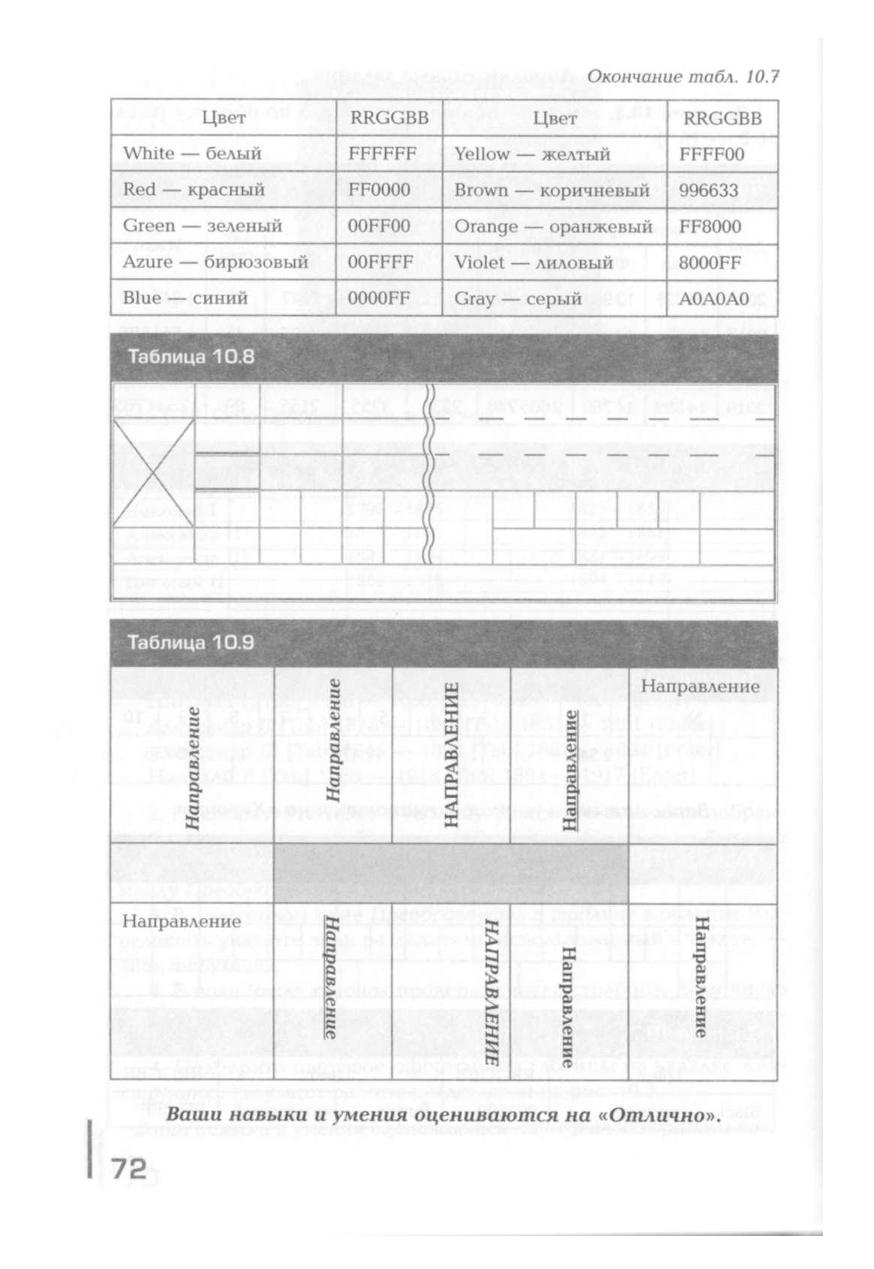 Окончание табл. 10.7
Цвет RRGGBB Цвет RRGGBB
White — белый FFFFFF Yellow — желтый FFFF00
Red — красный FF0000 Brown — коричневый 996633
Green — зеленый 00FF00 Orange — оранжевый FF8000
Azure — бирюзовый 00FFFF Violet — лиловый 8000FF
Blue — синий 0000FF Gray — серый A0A0A0
Таблица 10.8
Таблица 10.9
Направление
Направление
НАПРАВЛЕНИЕ
Направление
Направление
Направление
Направление
НАПРАВЛЕНИЕ
Направление
Направление
Ваши навыки и умения оцениваются на «Отлично».
72